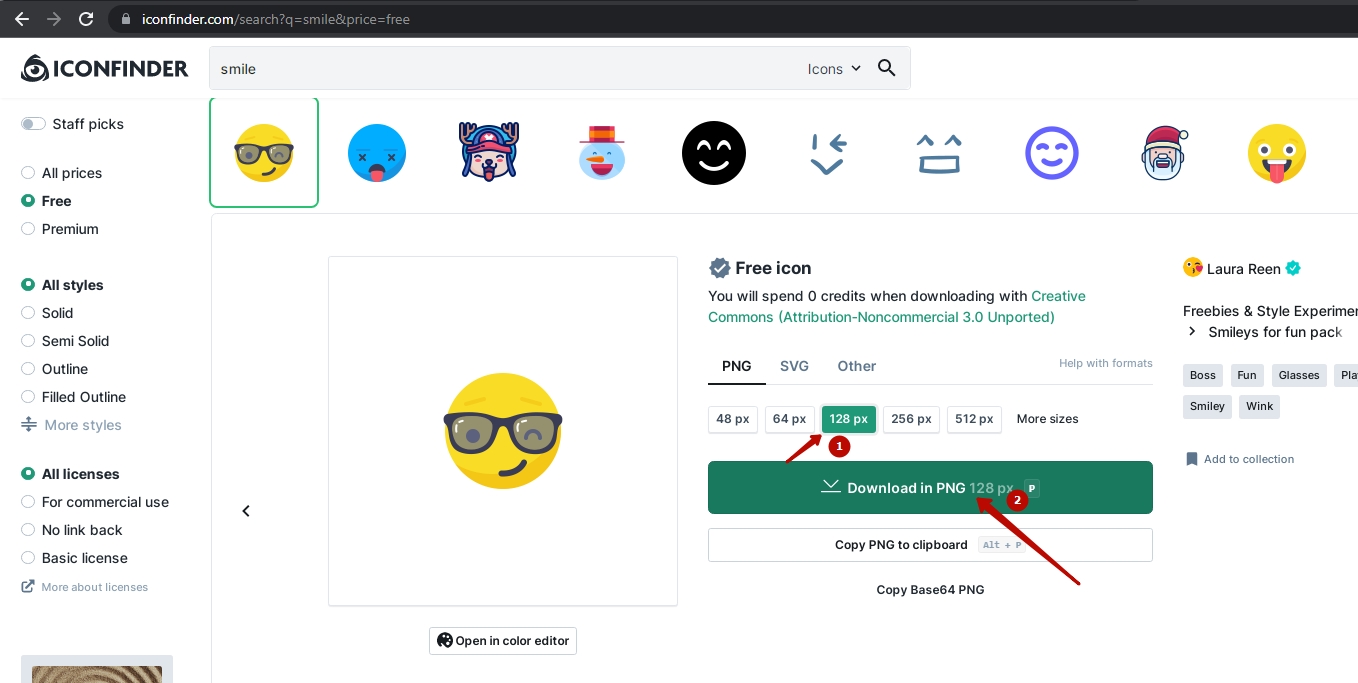 iconfinder.com/search?q=smile&price=free
ICONFINDER
smile
Icons
Staff picks
All prices
Free
Premium
All styles
Solid
Semi Solid
Outline
Filled Outline
More styles
All licenses
For commercial use
No link back
Basic license
More about licenses
Open in color editor
Free icon
You will spend 0 credits when downloading with Creative
Commons (Attribution-Noncommercial 3.0 Unported)
PNG SVG Other
Help with formats
48 px 64 px 128 px 256 px 512 px More sizes
1
Download in PNG 128 px P
2
Copy PNG to clipboard Alt + P
Copy Base64 PNG
Laura Reen
Freebies & Style Experimen
Smileys for fun pack
Boss Fun Glasses Pla
Smiley Wink
Add to collection